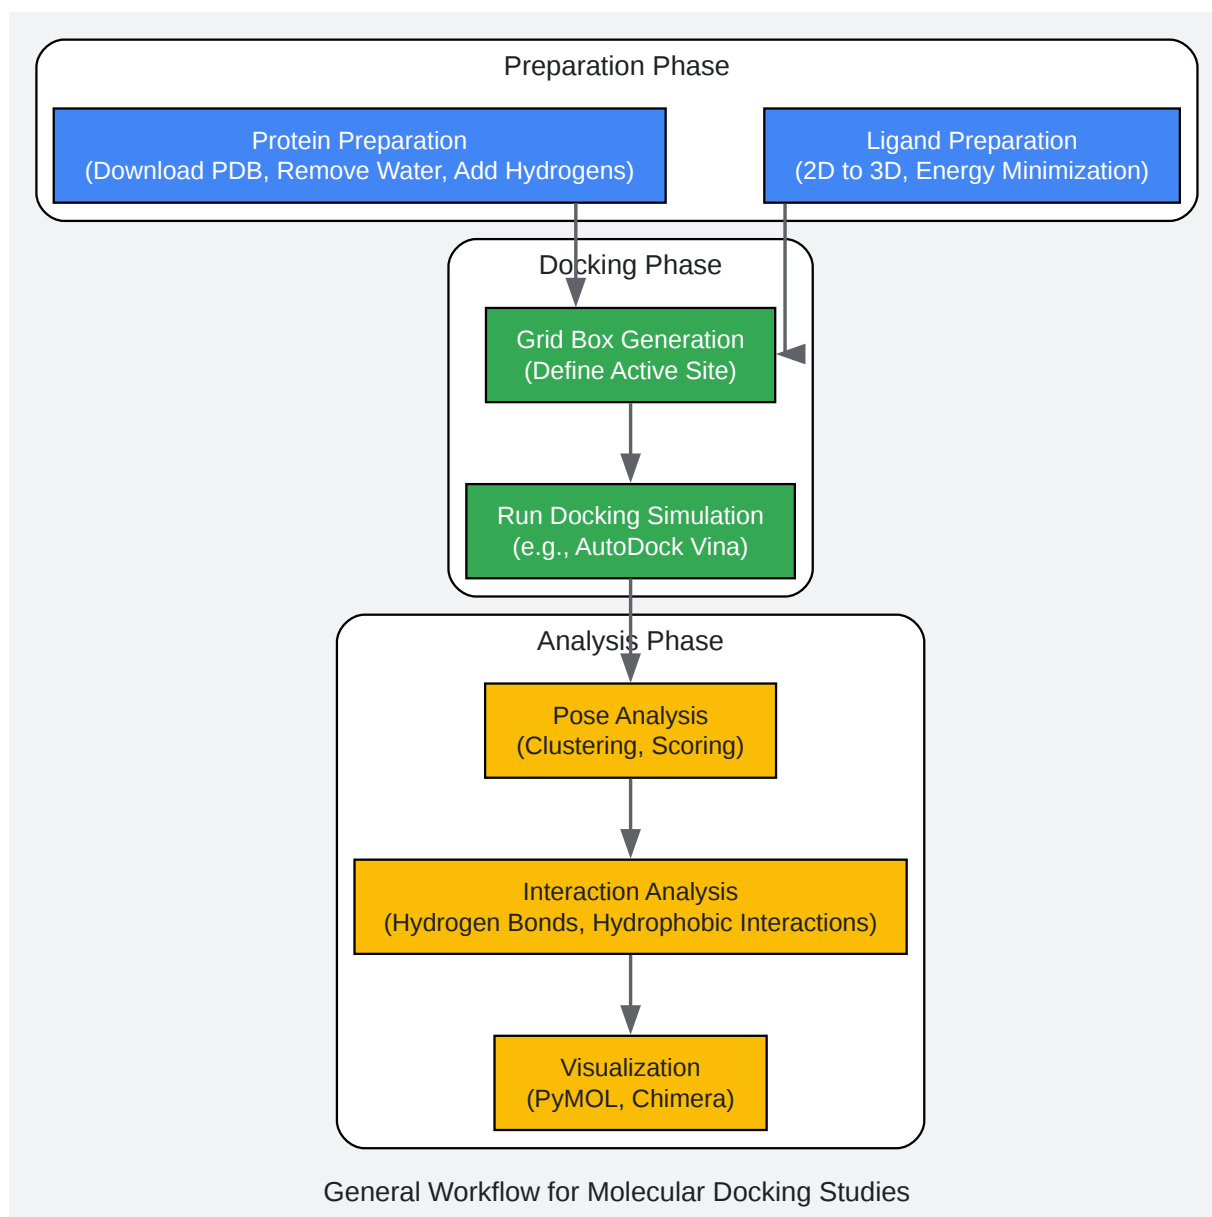 Preparation Phase
Protein Preparation
(Download PDB, Remove Water, Add Hydrogens)
Ligand Preparation
(2D to 3D, Energy Minimization)
Docking Phase
Grid Box Generation
(Define Active Site)
Run Docking Simulation
(e.g., AutoDock Vina)
Analysis Phase
Pose Analysis
(Clustering, Scoring)
Interaction Analysis
(Hydrogen Bonds, Hydrophobic Interactions)
Visualization
(PyMOL, Chimera)
General Workflow for Molecular Docking Studies